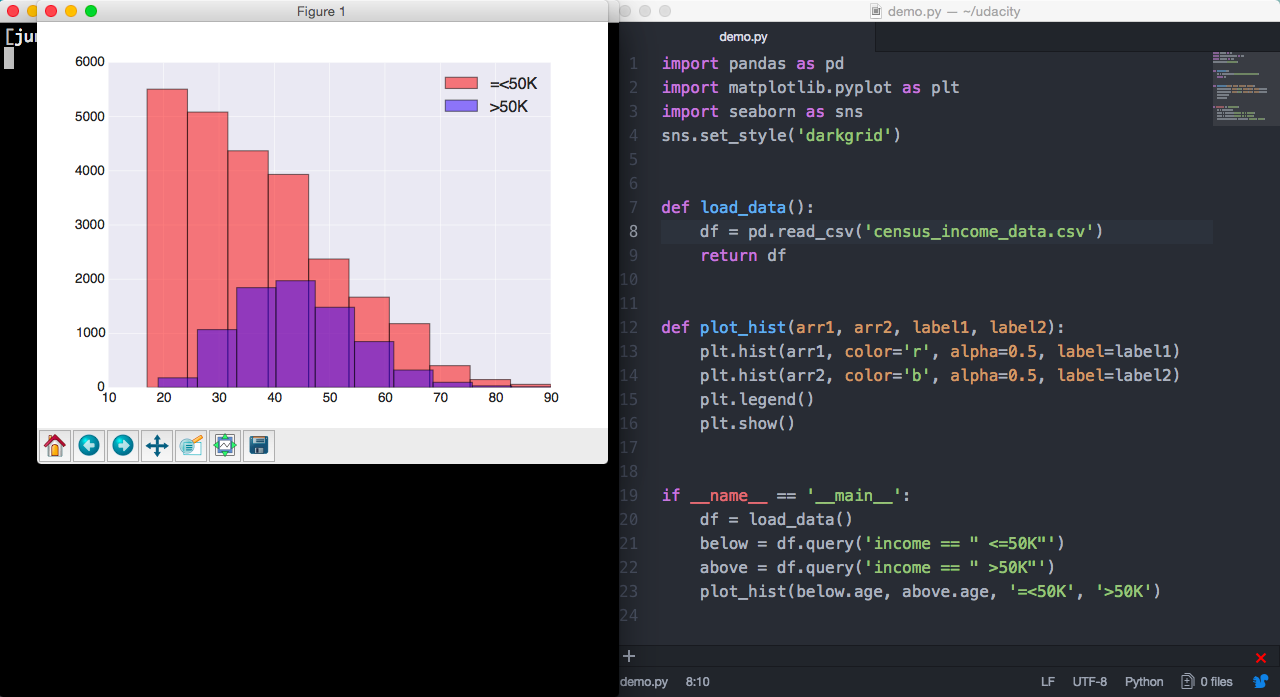 Figure 1
[jun
6000
5000
4000
3000
2000
1000
0
10 20 30 40 50 60 70 80 90
=<50K
>50K
demo.py — ~/udacity
demo.py
1 import pandas as pd
2 import matplotlib.pyplot as plt
3 import seaborn as sns
4 sns.set_style('darkgrid')
5
6
7 def load_data():
8     df = pd.read_csv('census_income_data.csv')
9     return df
10
11
12 def plot_hist(arr1, arr2, label1, label2):
13     plt.hist(arr1, color='r', alpha=0.5, label=label1)
14     plt.hist(arr2, color='b', alpha=0.5, label=label2)
15     plt.legend()
16     plt.show()
17
18
19 if __name__ == '__main__':
20     df = load_data()
21     below = df.query('income == " <=50K"')
22     above = df.query('income == " >50K"')
23     plot_hist(below.age, above.age, '=<50K', '>50K')
24
demo.py 8:10 LF UTF-8 Python 0 files